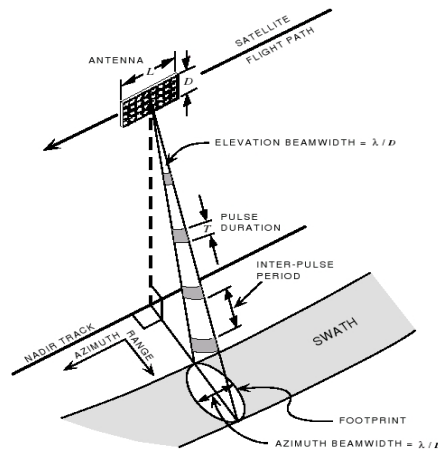 SATELLITE
FLIGHT PATH
ANTENNA
L
D
ELEVATION BEAMWIDTH = λ / D
PULSE
DURATION
T
INTER-PULSE
PERIOD
NADIR TRACK
AZIMUTH
RANGE
SWATH
FOOTPRINT
AZIMUTH BEAMWIDTH = λ /